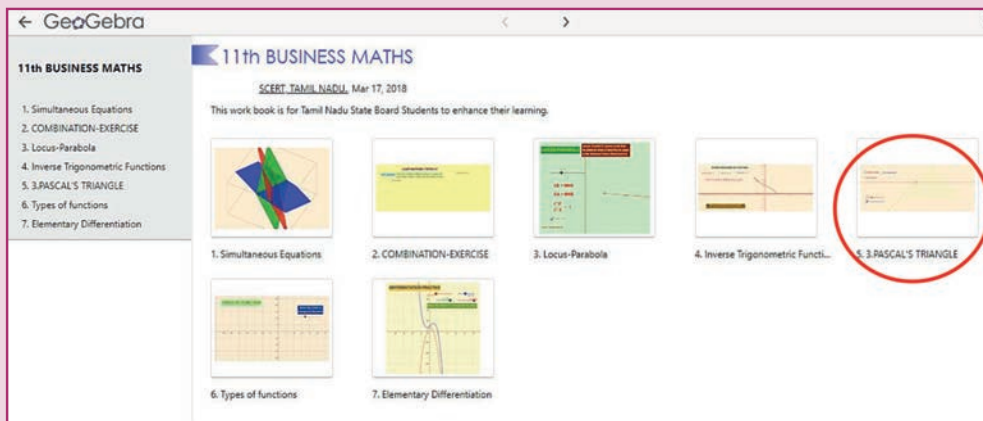 ← GeoGebra
11th BUSINESS MATHS
1. Simultaneous Equations
2. COMBINATION-EXERCISE
3. Locus-Parabola
4. Inverse Trigonometric Functions
5. 3.PASCAL'S TRIANGLE
6. Types of functions
7. Elementary Differentiation
11th BUSINESS MATHS
SCERT, TAMIL NADU, Mar 17, 2018
This work book is for Tamil Nadu State Board Students to enhance their learning.
1. Simultaneous Equations
2. COMBINATION-EXERCISE
3. Locus-Parabola
4. Inverse Trigonometric Functi...
5. 3.PASCAL'S TRIANGLE
6. Types of functions
7. Elementary Differentiation